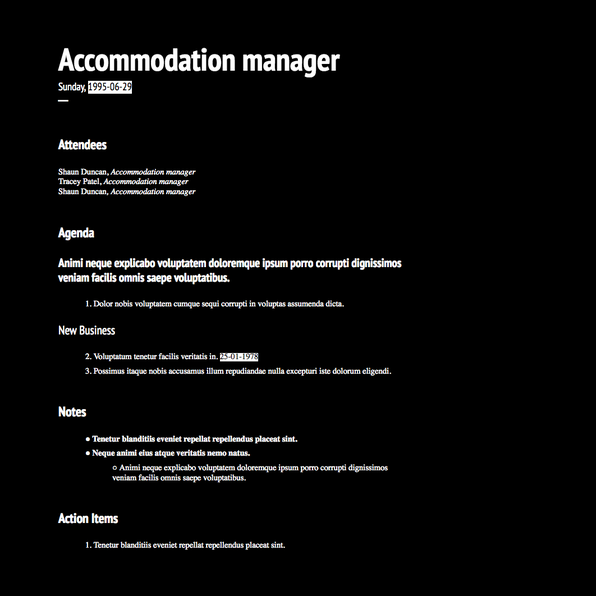 Accommodation manager
Sunday, 1995-06-29
Attendees
Shaun Duncan, Accommodation manager
Tracey Patel, Accommodation manager
Shaun Duncan, Accommodation manager
Agenda
Animi neque explicabo voluptatem doloremque ipsum porro corrupti dignissimos
veniam facilis omnis saepe voluptatibus.
1. Dolor nobis voluptatem cumque sequi corrupti in voluptas assumenda dicta.
New Business
2. Voluptatum tenetur facilis veritatis in. 25-01-1978
3. Possimus itaque nobis accusamus illum repudiandae nulla excepturi iste dolorum eligendi.
Notes
● Tenetur blanditiis eveniet repellat repellendus placeat sint.
● Neque animi eius atque veritatis nemo natus.
○ Animi neque explicabo voluptatem doloremque ipsum porro corrupti dignissimos
veniam facilis omnis saepe voluptatibus.
Action Items
1. Tenetur blanditiis eveniet repellat repellendus placeat sint.